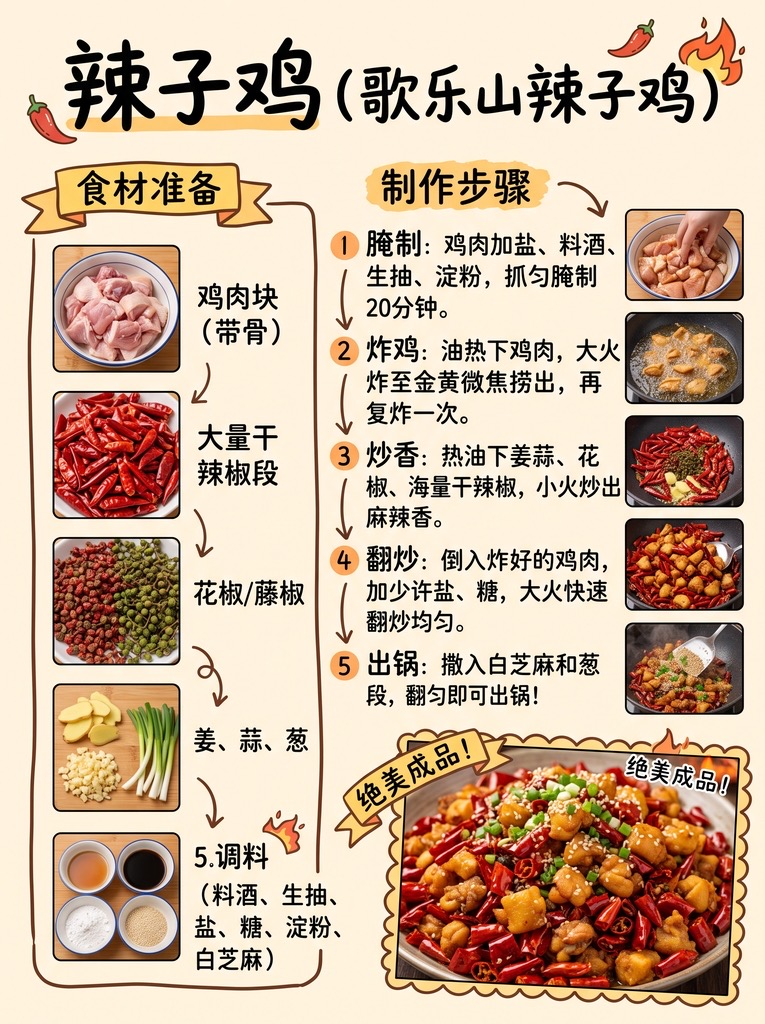 辣子鸡（歌乐山辣子鸡）
食材准备
鸡肉块
（带骨）
大量干
辣椒段
花椒/藤椒
姜、蒜、葱
5.调料
（料酒、生抽、
盐、糖、淀粉、
白芝麻）
制作步骤
1 腌制：鸡肉加盐、料酒、
生抽、淀粉，抓匀腌制
20分钟。
2 炸鸡：油热下鸡肉，大火
炸至金黄微焦捞出，再
复炸一次。
3 炒香：热油下姜蒜、花
椒、海量干辣椒，小火炒出
麻辣香。
4 翻炒：倒入炸好的鸡肉，
加少许盐、糖，大火快速
翻炒均匀。
5 出锅：撒入白芝麻和葱
段，翻匀即可出锅！
绝美成品！
绝美成品！